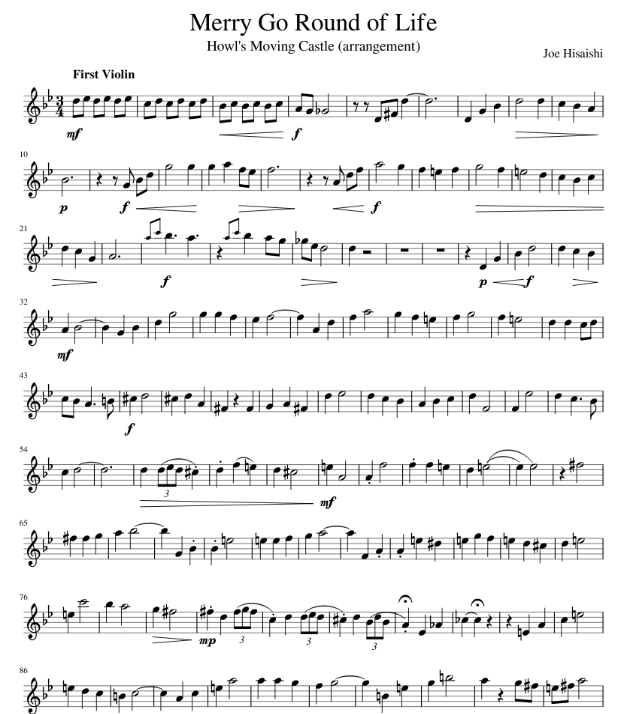 Merry Go Round of Life
Howl's Moving Castle (arrangement)
Joe Hisaishi
First Violin
3
4
mf
f
10
p
f
f
21
f
p
f
32
mf
43
f
54
3
mf
65
76
mp
3
3
3
86